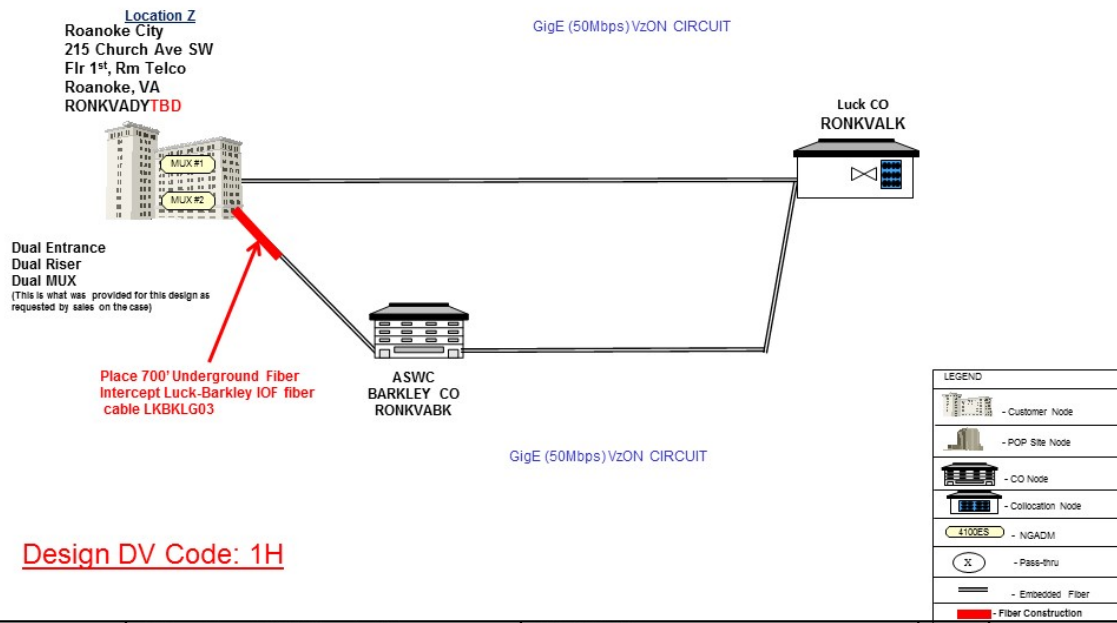 Location Z
Roanoke City
215 Church Ave SW
Flr 1st, Rm Telco
Roanoke, VA
RONKVADYTBD
GigE (50Mbps) VzON CIRCUIT
Luck CO
RONKVALK
MUX #1
MUX #2
Dual Entrance
Dual Riser
Dual MUX
(This is what was provided for this design as
requested by sales on the case)
Place 700' Underground Fiber
Intercept Luck-Barkley IOF fiber
cable LKBKLG03
ASWC
BARKLEY CO
RONKVABK
GigE (50Mbps) VzON CIRCUIT
Design DV Code: 1H
LEGEND
- Customer Node
- POP Site Node
- CO Node
- Collocation Node
4100ES - NGADM
X - Pass-thru
- Embedded Fiber
- Fiber Construction